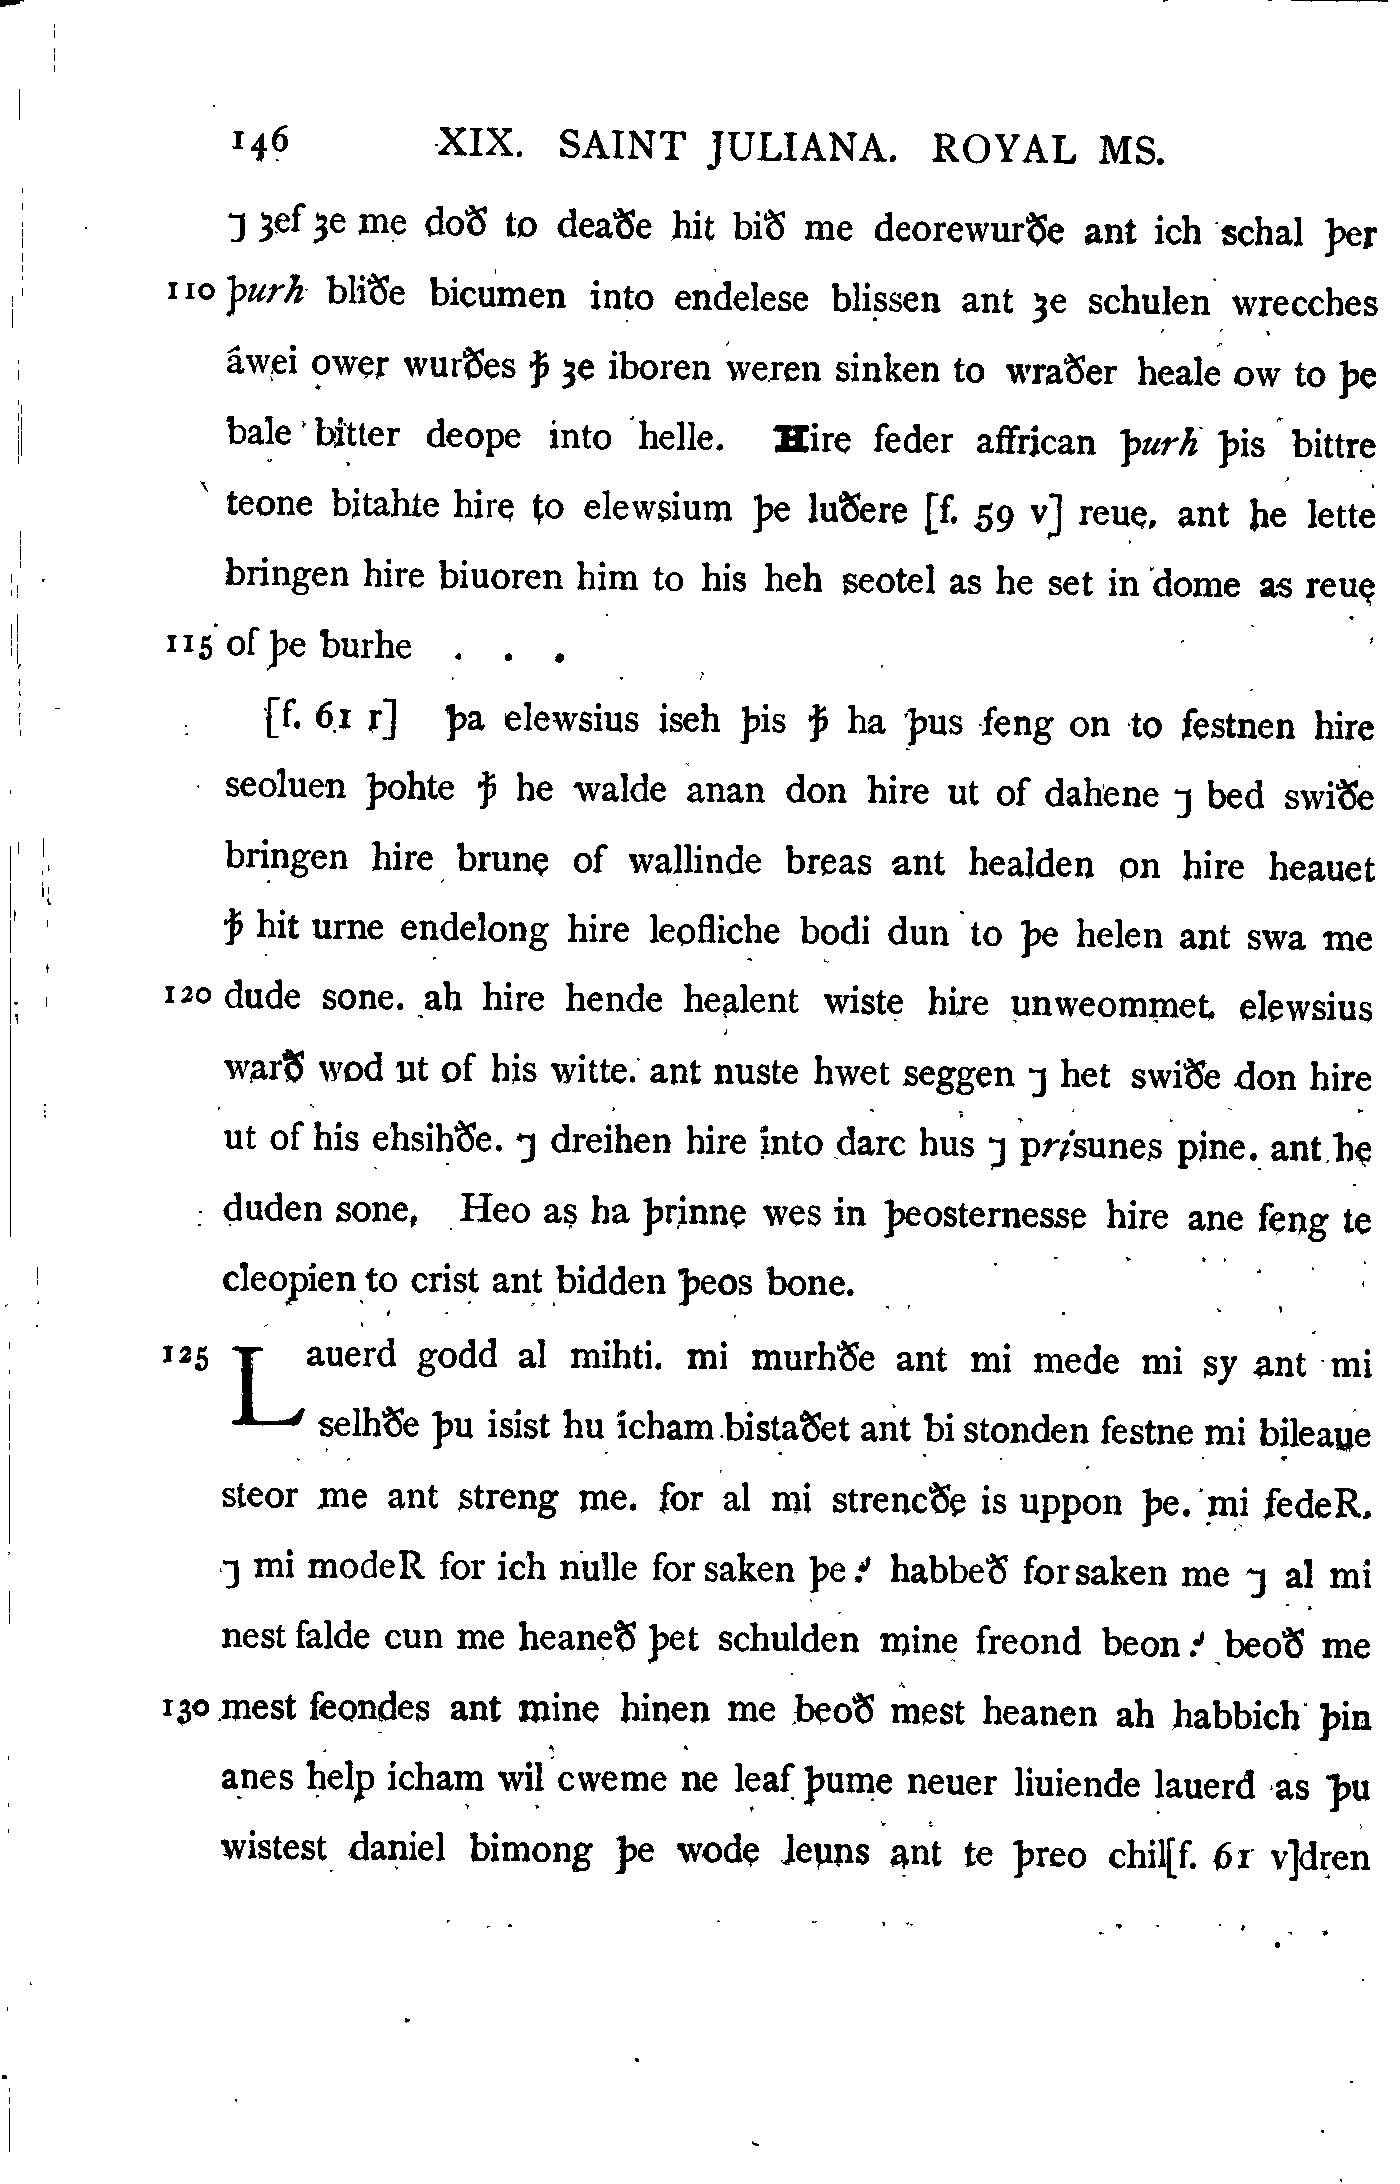 146 XIX. SAINT JULIANA. ROYAL MS.
⁊ ȝef ȝe me doð to deaðe hit bið me deorewurðe ant ich schal þer
110 þurh bliðe bicumen into endelese blissen ant ȝe schulen wrecches
âwei ower wurðes ꝥ ȝe iboren weren sinken to wraðer heale ow to þe
bale bitter deope into helle. Hire feder affrican þurh þis bittre
teone bitahte hire to elewsium þe luðere [f. 59 v] reue. ant he lette
bringen hire biuoren him to his heh seotel as he set in dome as reue
115 of þe burhe . . .
[f. 61 r] þa elewsius iseh þis ꝥ ha þus feng on to festnen hire
seoluen þohte ꝥ he walde anan don hire ut of dahene ⁊ bed swiðe
bringen hire brune of wallinde breas ant healden on hire heauet
ꝥ hit urne endelong hire leofliche bodi dun to þe helen ant swa me
120 dude sone. ah hire hende healent wiste hire unweommet. elewsius
warð wod ut of his witte. ant nuste hwet seggen ⁊ het swiðe don hire
ut of his ehsihðe. ⁊ dreihen hire into darc hus ⁊ prisunes pine. ant he
duden sone, Heo as ha þrinne wes in þeosternesse hire ane feng te
cleopien to crist ant bidden þeos bone.
125 Lauerd godd al mihti. mi murhðe ant mi mede mi sy ant mi
selhðe þu isist hu icham bistaðet ant bi stonden festne mi bileaue
steor me ant streng me. for al mi strencðe is uppon þe. mi fedeR.
⁊ mi modeR for ich nulle for saken þe :′ habbeð for saken me ⁊ al mi
nest falde cun me heaneð þet schulden mine freond beon :′ beoð me
130 mest feondes ant mine hinen me beoð mest heanen ah habbich þin
anes help icham wil cweme ne leaf þume neuer liuiende lauerd as þu
wistest daniel bimong þe wode leuns ant te þreo chil[f. 61 v]dren